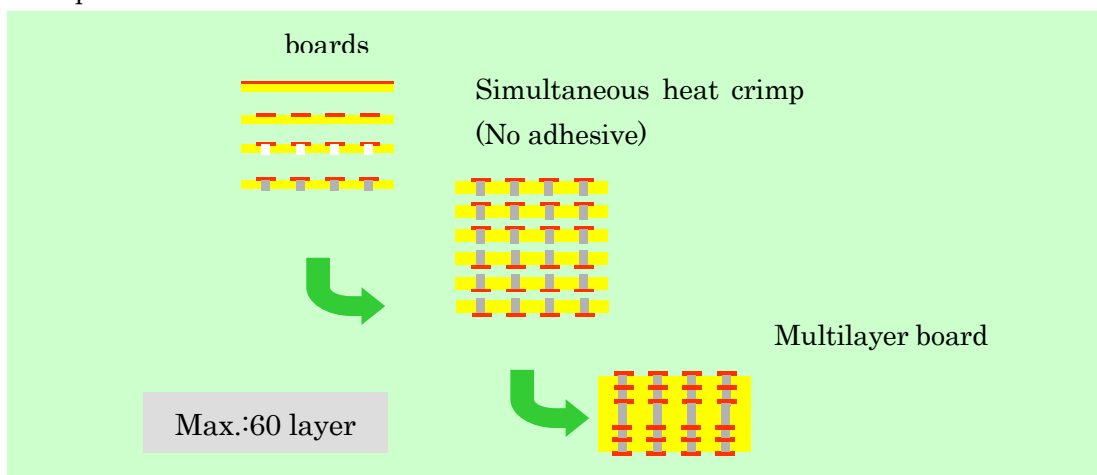 boards
Simultaneous heat crimp
(No adhesive)
Multilayer board
Max.:60 layer